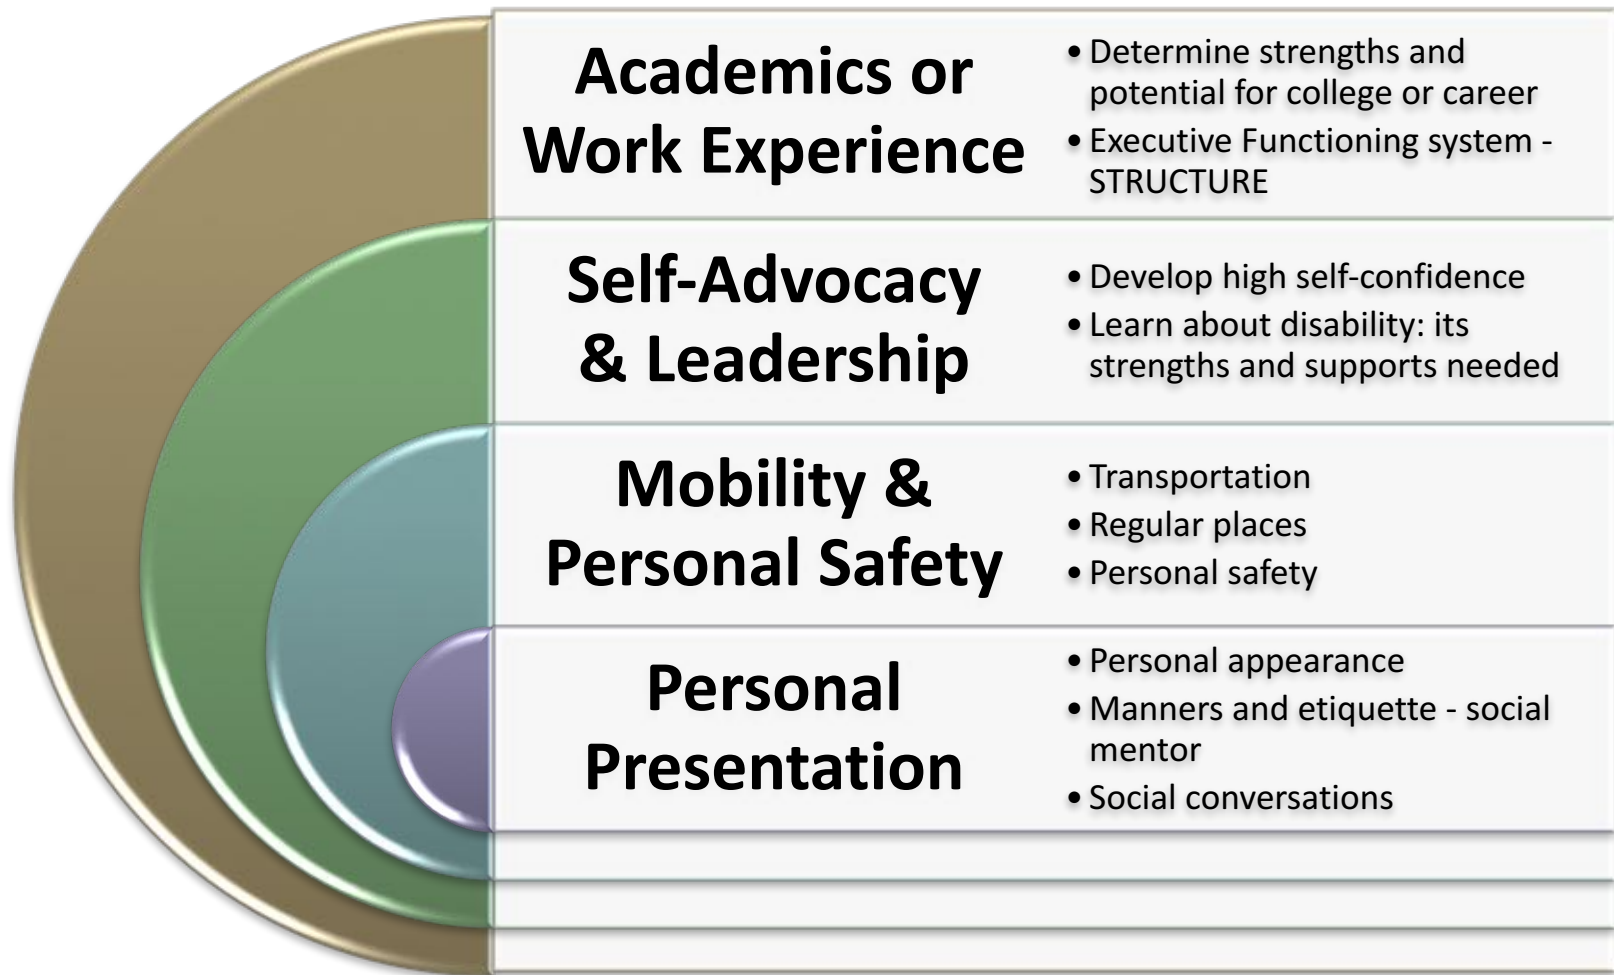 Academics or
Work Experience
• Determine strengths and
potential for college or career
• Executive Functioning system -
STRUCTURE
Self-Advocacy
& Leadership
• Develop high self-confidence
• Learn about disability: its
strengths and supports needed
Mobility &
Personal Safety
• Transportation
• Regular places
• Personal safety
Personal
Presentation
• Personal appearance
• Manners and etiquette - social
mentor
• Social conversations